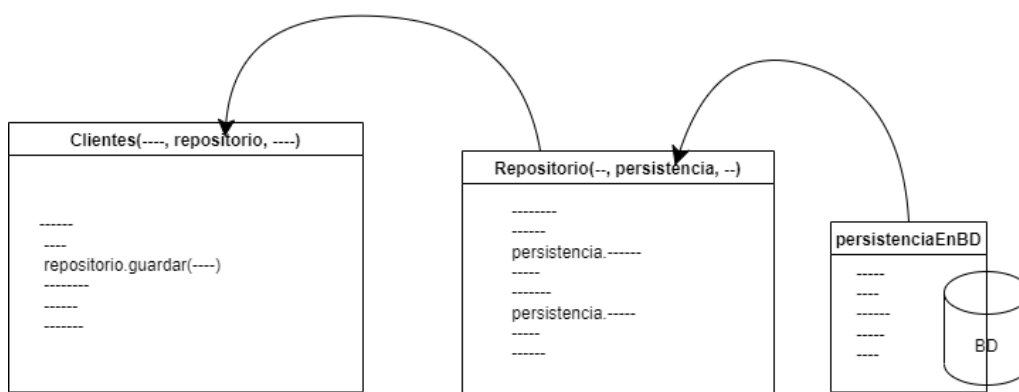 Clientes(----, repositorio, ----)
------
----
repositorio.guardar(----)
--------
------
-------
Repositorio(--, persistencia, --)
--------
------
persistencia.------
-----
-------
persistencia.-----
-----
------
persistenciaEnBD
-----
----
------
-----
----
BD